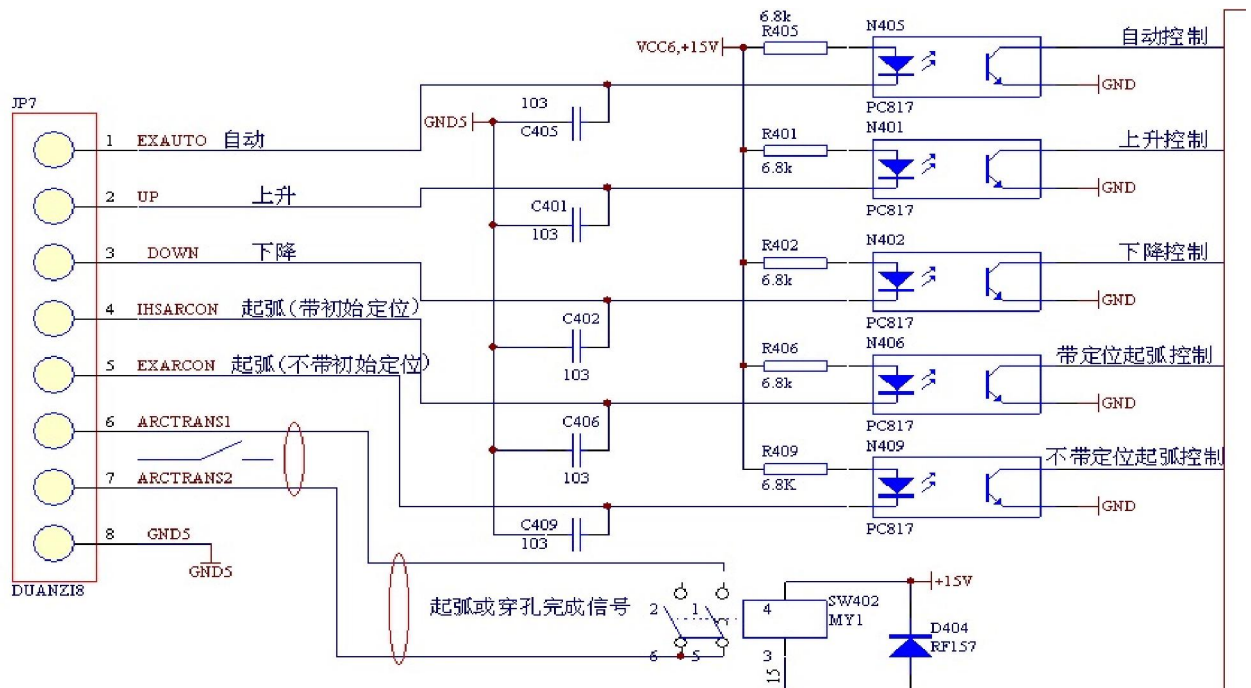 6.8k
R405
N405
VCC6,+15V
自动控制
PC817
GND
JP7
103
C405
GND5
1 EXAUTO 自动
R401
6.8k
N401
上升控制
PC817
GND
2 UP 上升
C401
103
R402
6.8k
N402
下降控制
PC817
GND
3 DOWN 下降
4 IHSARCON 起弧(带初始定位)
C402
103
R406
6.8k
N406
带定位起弧控制
PC817
GND
5 EXARCON 起弧(不带初始定位)
6 ARCTRANS1
C406
103
R409
6.8K
N409
不带定位起弧控制
PC817
GND
7 ARCTRANS2
C409
103
8 GND5
GND5
DUANZI8
起弧或穿孔完成信号
2 1
6 5
4
3
15
SW402
MY1
+15V
D404
RF157